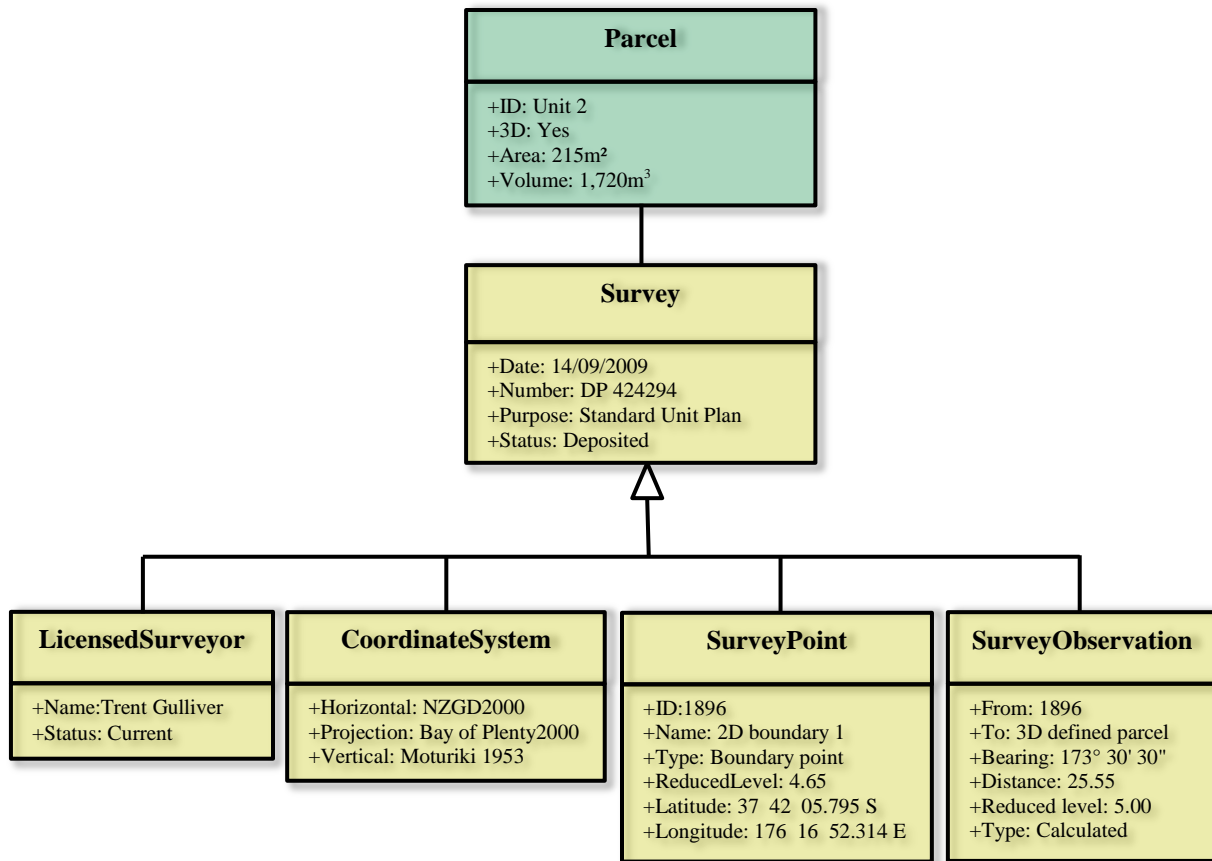 Parcel
+ID: Unit 2
+3D: Yes
+Area: 215m²
+Volume: 1,720m³
Survey
+Date: 14/09/2009
+Number: DP 424294
+Purpose: Standard Unit Plan
+Status: Deposited
LicensedSurveyor
+Name:Trent Gulliver
+Status: Current
CoordinateSystem
+Horizontal: NZGD2000
+Projection: Bay of Plenty2000
+Vertical: Moturiki 1953
SurveyPoint
+ID:1896
+Name: 2D boundary 1
+Type: Boundary point
+ReducedLevel: 4.65
+Latitude: 37 42 05.795 S
+Longitude: 176 16 52.314 E
SurveyObservation
+From: 1896
+To: 3D defined parcel
+Bearing: 173° 30' 30"
+Distance: 25.55
+Reduced level: 5.00
+Type: Calculated